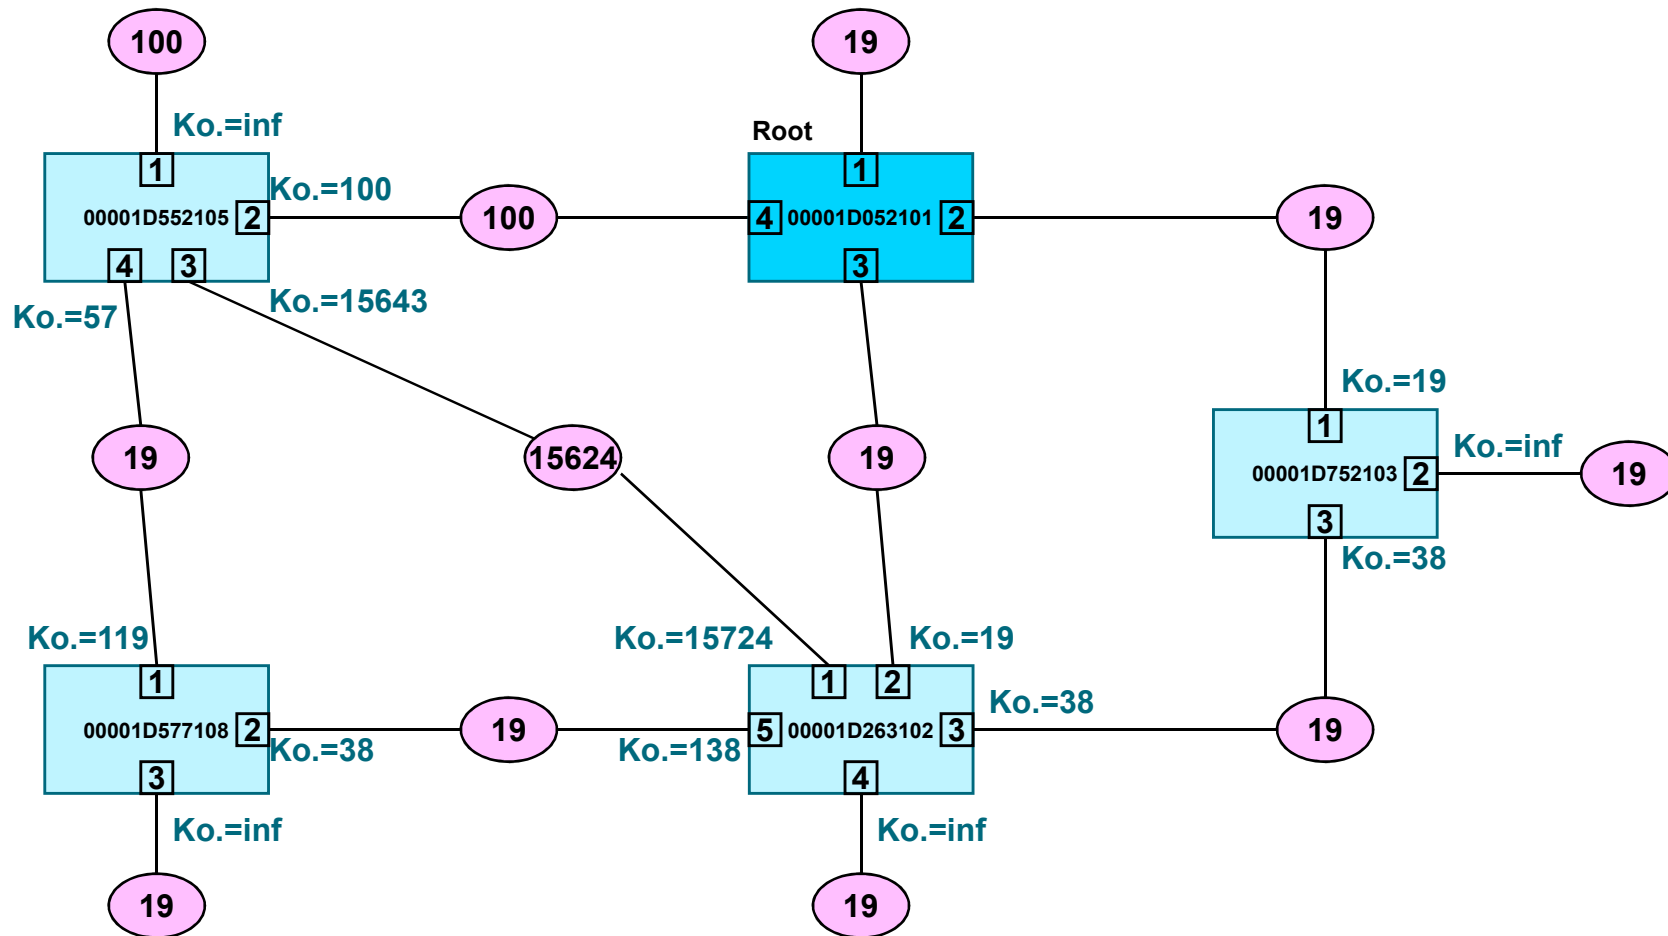 100
19
Ko.=inf
Root
1
1
Ko.=100
00001D552105 2
100
4 00001D052101 2
19
4 3
3
Ko.=57
Ko.=15643
Ko.=19
1
19
15624
19
Ko.=inf
00001D752103 2
19
3
Ko.=38
Ko.=119
Ko.=15724
Ko.=19
1
1 2
Ko.=38
00001D577108 2
19
5 00001D263102 3
19
Ko.=38
Ko.=138
3
4
Ko.=inf
Ko.=inf
19
19